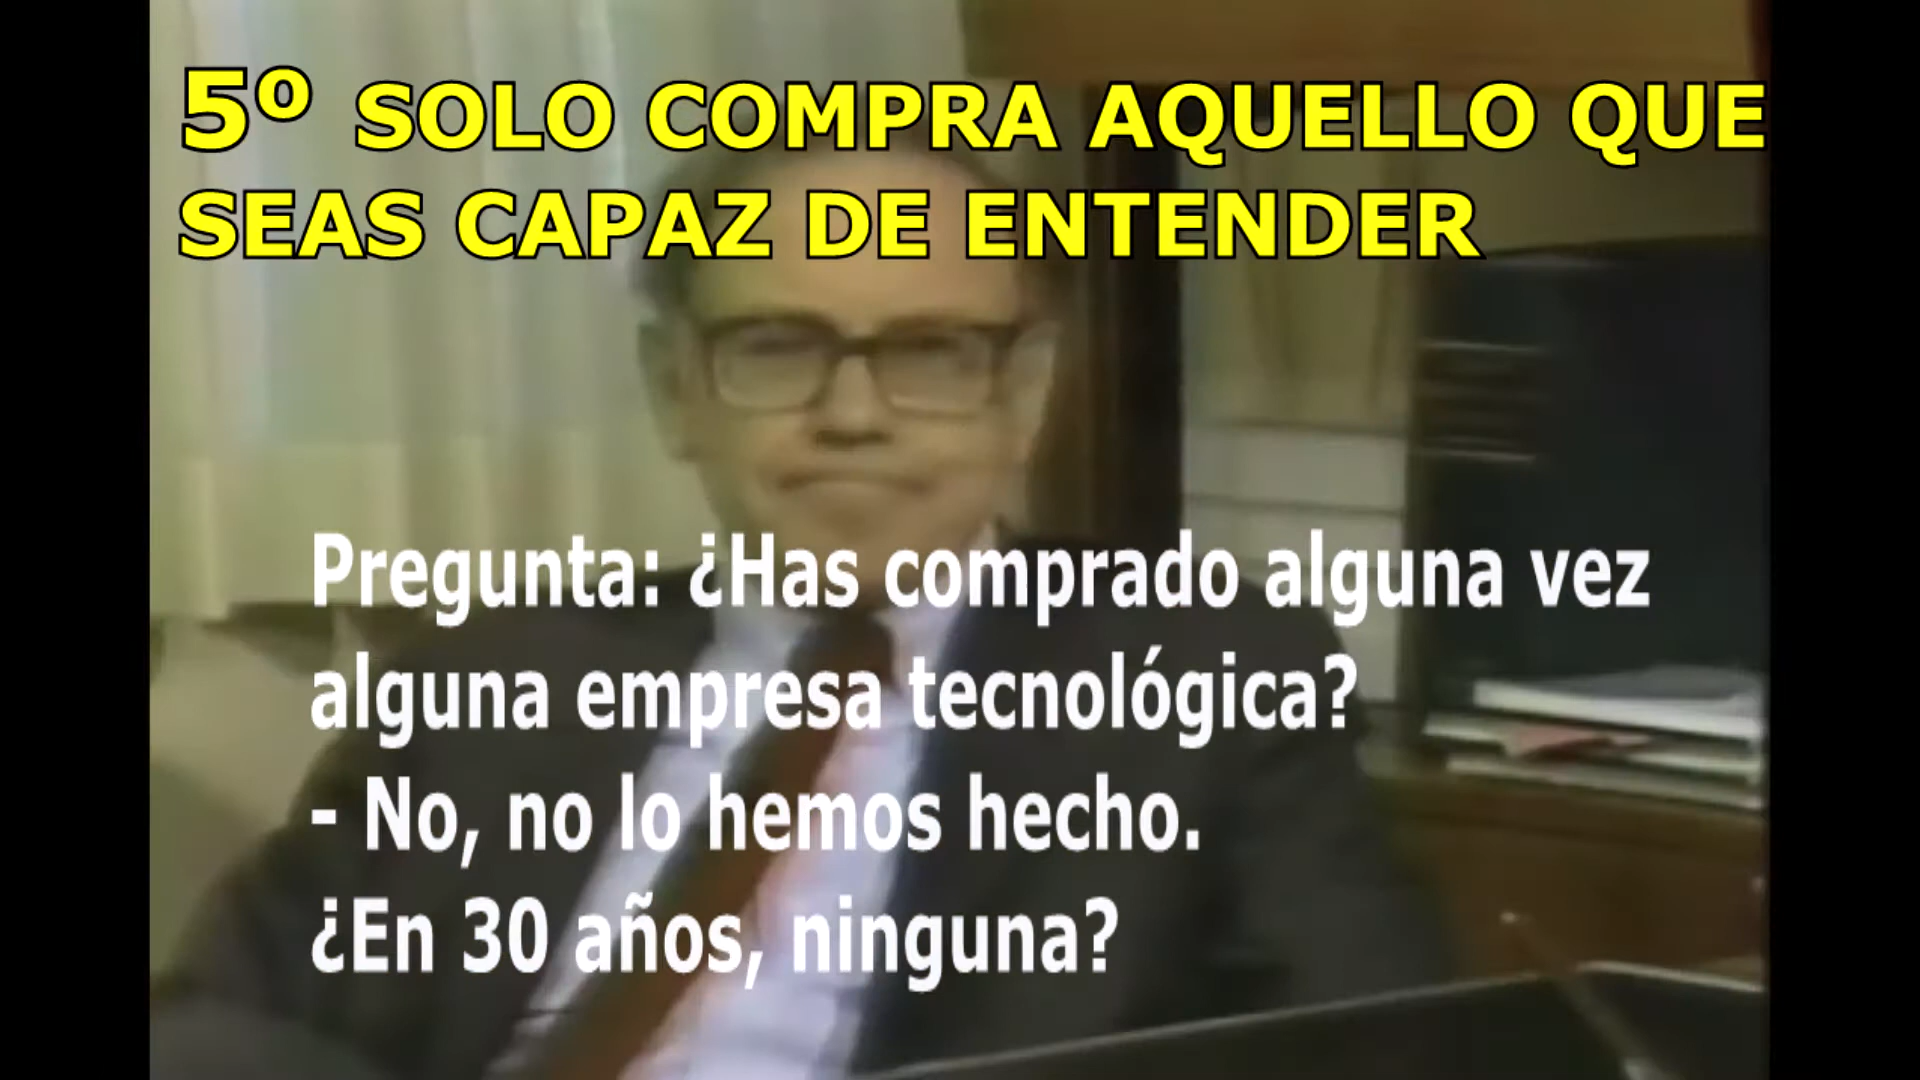 5º SOLO COMPRA AQUELLO QUE
SEAS CAPAZ DE ENTENDER
Pregunta: ¿Has comprado alguna vez
alguna empresa tecnológica?
- No, no lo hemos hecho.
¿En 30 años, ninguna?